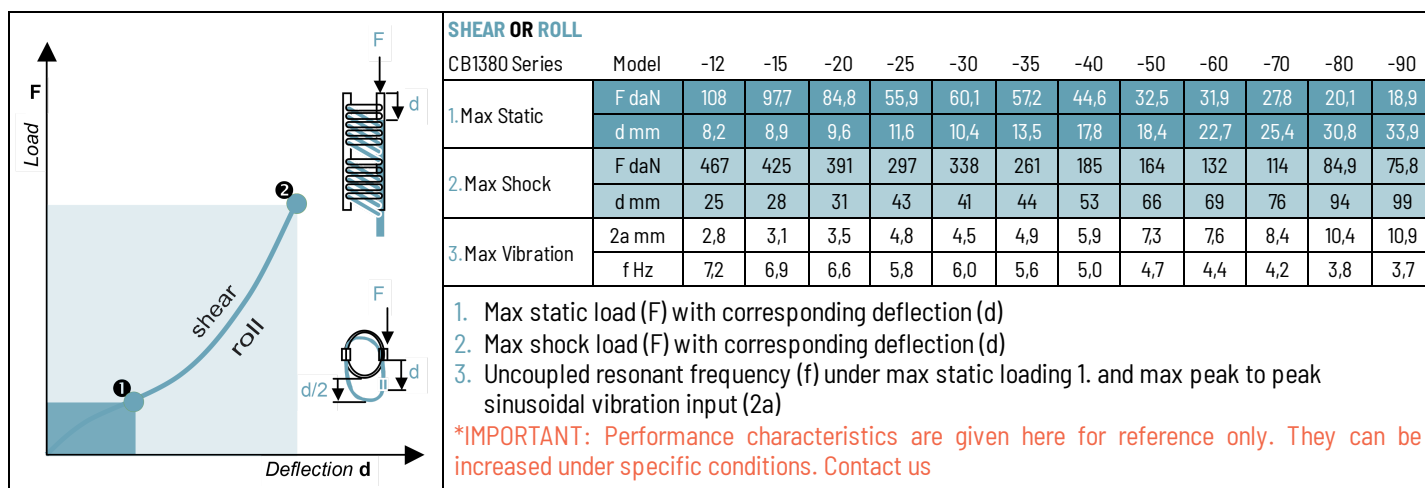 F
Load
❷
shear
roll
❶
Deflection d
F
d
F
d/2
d
SHEAR OR ROLL
CB1380 Series Model -12 -15 -20 -25 -30 -35 -40 -50 -60 -70 -80 -90
1. Max Static
F daN 108 97,7 84,8 55,9 60,1 57,2 44,6 32,5 31,9 27,8 20,1 18,9
d mm 8,2 8,9 9,6 11,6 10,4 13,5 17,8 18,4 22,7 25,4 30,8 33,9
2. Max Shock
F daN 467 425 391 297 338 261 185 164 132 114 84,9 75,8
d mm 25 28 31 43 41 44 53 66 69 76 94 99
3. Max Vibration
2a mm 2,8 3,1 3,5 4,8 4,5 4,9 5,9 7,3 7,6 8,4 10,4 10,9
f Hz 7,2 6,9 6,6 5,8 6,0 5,6 5,0 4,7 4,4 4,2 3,8 3,7
1. Max static load (F) with corresponding deflection (d)
2. Max shock load (F) with corresponding deflection (d)
3. Uncoupled resonant frequency (f) under max static loading 1. and max peak to peak
sinusoidal vibration input (2a)
*IMPORTANT: Performance characteristics are given here for reference only. They can be
increased under specific conditions. Contact us